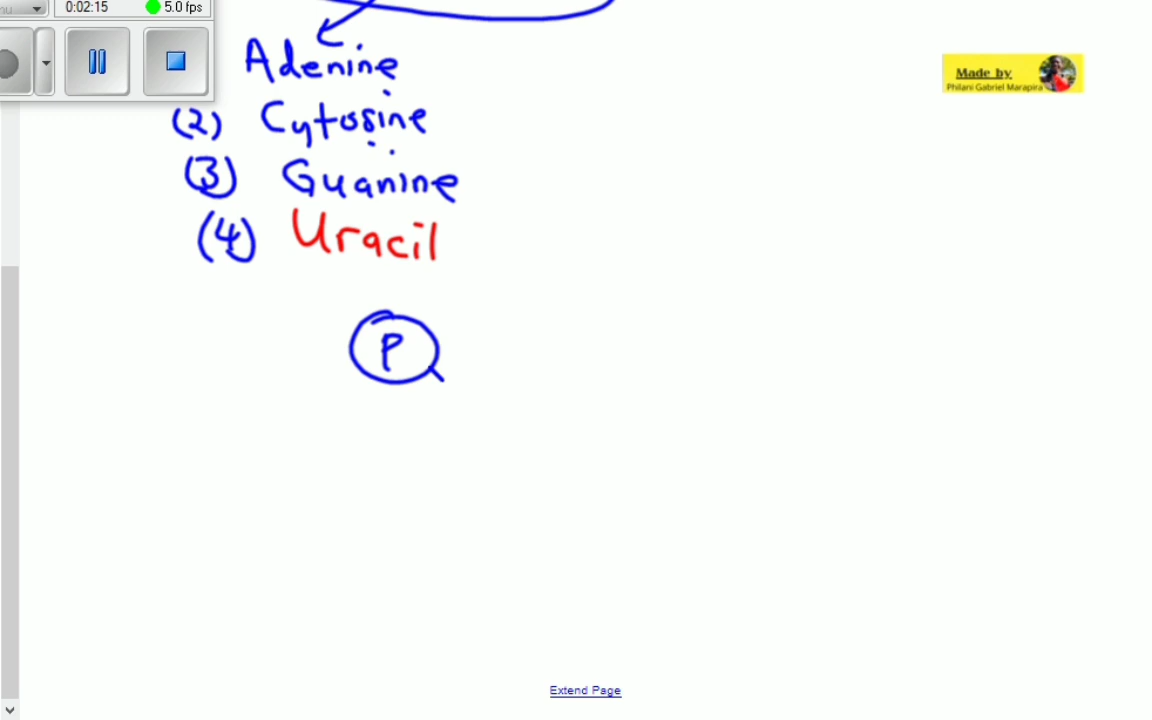 0:02:15 5.0 fps
Adenine
Made by
Philani Gabriel Marapira
(2) Cytosine
(3) Guanine
(4) Uracil
P
Extend Page